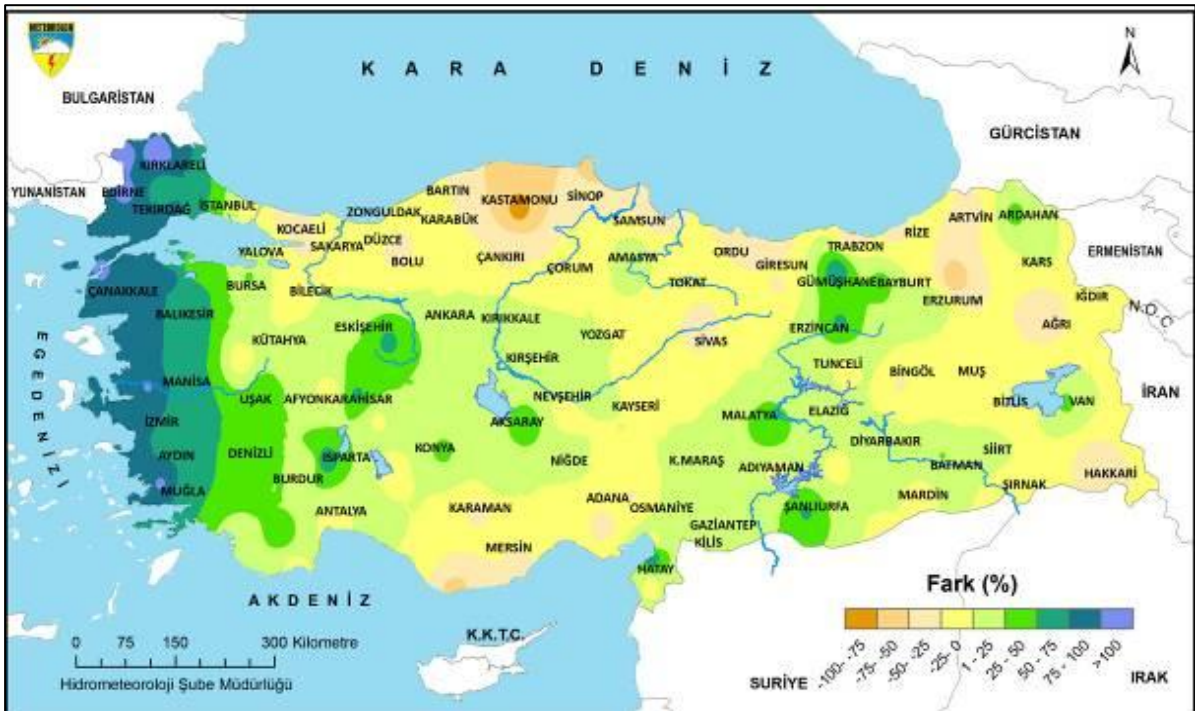 METEOROLOJİ
KARA DENİZ
N
BULGARİSTAN
GÜRCİSTAN
YUNANİSTAN
KIRKLARELİ
EDİRNE
TEKİRDAĞ
İSTANBUL
KOCAELİ
YALOVA
SAKARYA
DÜZCE
BOLU
ZONGULDAK
BARTIN
KARABÜK
KASTAMONU
SİNOP
SAMSUN
ÇANKIRI
ÇORUM
AMASYA
TOKAT
ORDU
GİRESUN
TRABZON
RİZE
ARTVİN
ARDAHAN
ERMENİSTAN
KARS
IĞDIR
N.O.C
GÜMÜŞHANE
BAYBURT
ERZURUM
AĞRI
ERZİNCAN
ÇANAKKALE
BALIKESİR
BURSA
BİLECİK
KÜTAHYA
ESKİŞEHİR
ANKARA
KIRIKKALE
KIRŞEHİR
YOZGAT
SİVAS
TUNCELİ
BİNGÖL
MUŞ
BİZLİS
VAN
İRAN
EGEDENİZİ
MANİSA
İZMİR
UŞAK
AFYONKARAHİSAR
AKSARAY
NEVŞEHİR
KAYSERİ
MALATYA
ELAZIĞ
DİYARBAKIR
BATMAN
SİİRT
ŞIRNAK
HAKKARİ
AYDIN
MUĞLA
DENİZLİ
BURDUR
ISPARTA
KONYA
NİĞDE
K.MARAŞ
ADIYAMAN
MARDİN
ŞANLIURFA
ANTALYA
KARAMAN
MERSİN
ADANA
OSMANİYE
GAZİANTEP
KİLİS
HATAY
AKDENİZ
K.K.T.C.
SURİYE
IRAK
0 75 150 300 Kilometre
Hidrometeoroloji Şube Müdürlüğü
Fark (%)
-100- -75
-75--50
-50--25
-25- 0
1 - 25
25 - 50
50 - 75
75 - 100
>100